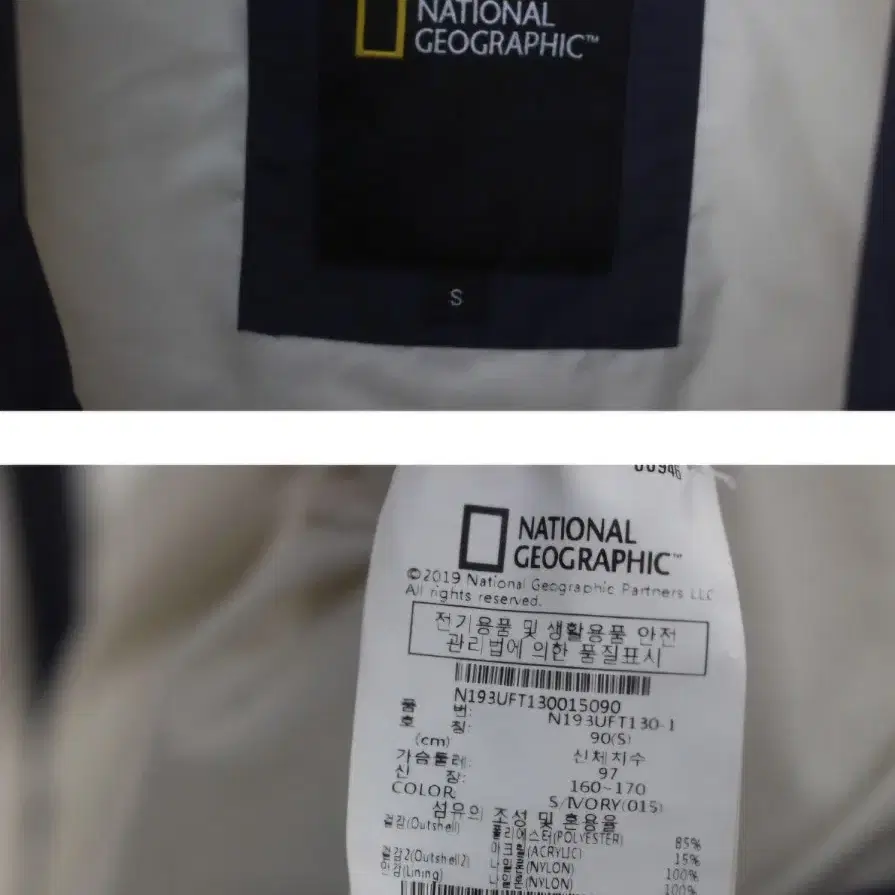 NATIONAL
GEOGRAPHIC™
S
00946
NATIONAL
GEOGRAPHIC™
©2019 National Geographic Partners LLC
All rights reserved.
전기용품 및 생활용품 안전
관리법에 의한 품질표시
N193UFT130015090
품 번: N193UFT130-1
호 칭: 90(S)
(cm) 신체치수
가슴둘레: 97
신 장: 160~170
COLOR: S/IVORY(015)
섬유의 조성 및 혼용율
겉감(Outshell) 폴리에스터(POLYESTER) 85%
아크릴(ACRYLIC) 15%
겉감2(Outshell2) 나일론(NYLON) 100%
안감(Lining) 나일론(NYLON) 100%